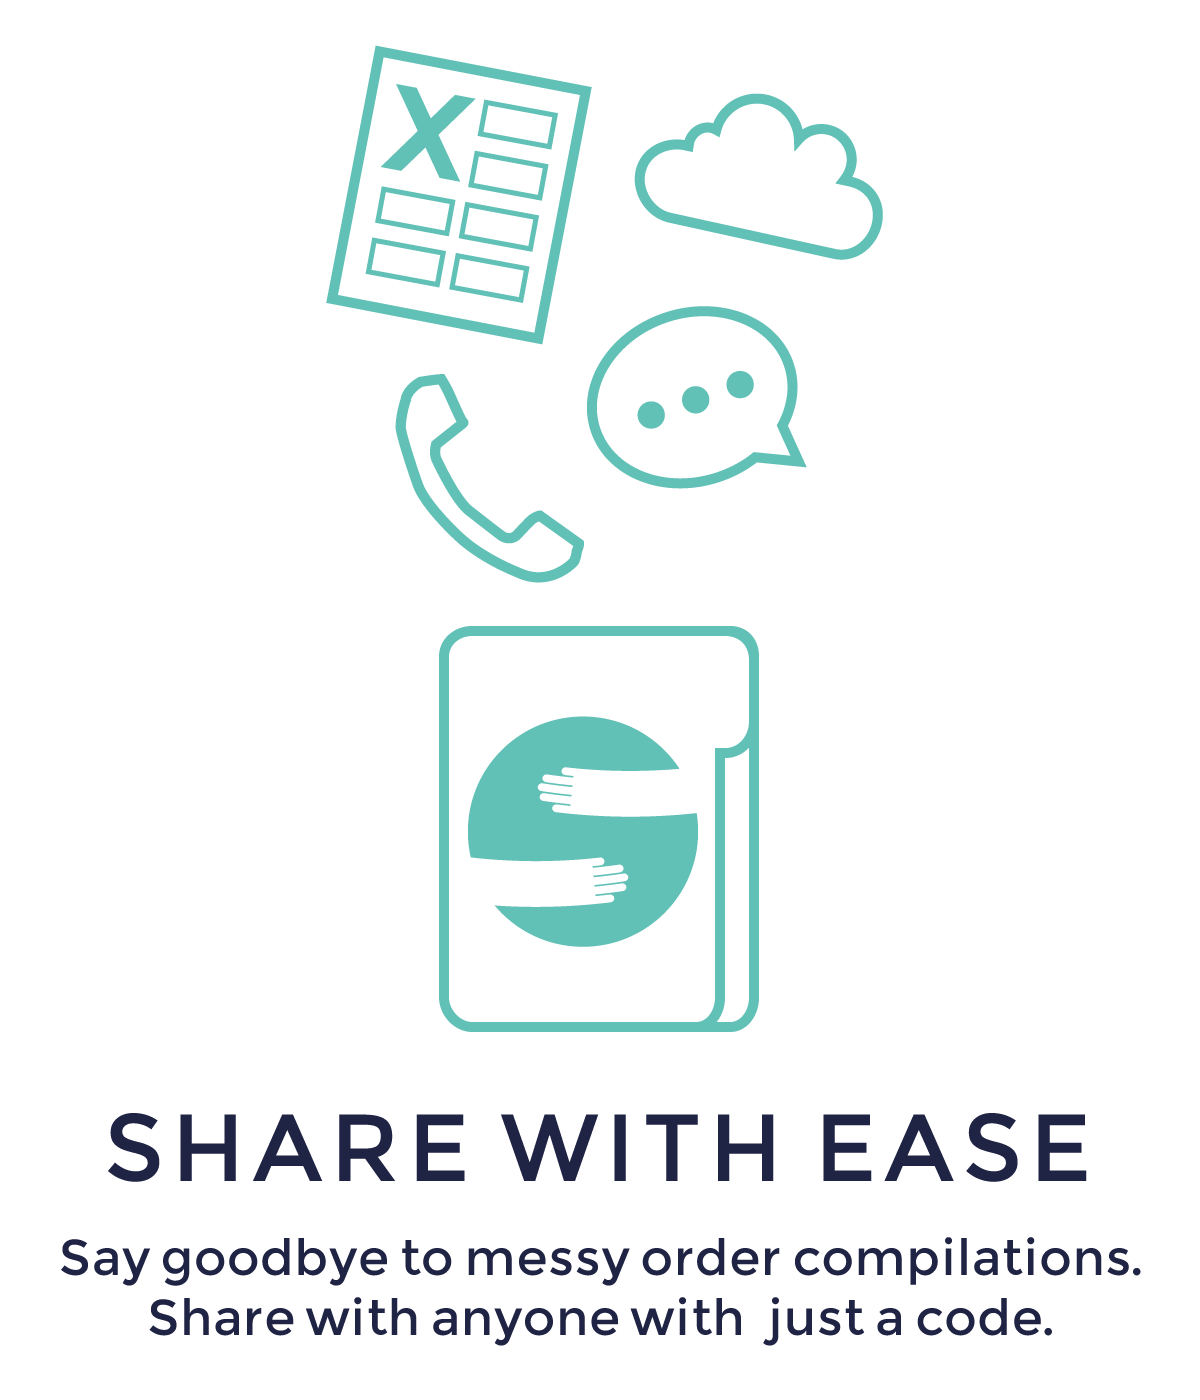 X
SHARE WITH EASE
Say goodbye to messy order compilations.
Share with anyone with just a code.